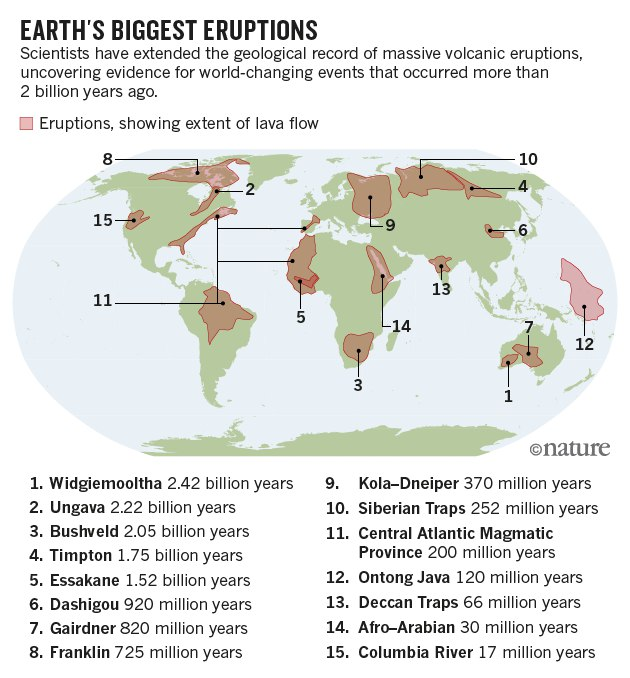 EARTH'S BIGGEST ERUPTIONS
Scientists have extended the geological record of massive volcanic eruptions,
uncovering evidence for world-changing events that occurred more than
2 billion years ago.
Eruptions, showing extent of lava flow
8
10
2
4
15
9
6
13
11
5
14
7
12
3
1
©nature
1. Widgiemooltha 2.42 billion years
2. Ungava 2.22 billion years
3. Bushveld 2.05 billion years
4. Timpton 1.75 billion years
5. Essakane 1.52 billion years
6. Dashigou 920 million years
7. Gairdner 820 million years
8. Franklin 725 million years
9. Kola–Dneiper 370 million years
10. Siberian Traps 252 million years
11. Central Atlantic Magmatic
Province 200 million years
12. Ontong Java 120 million years
13. Deccan Traps 66 million years
14. Afro–Arabian 30 million years
15. Columbia River 17 million years